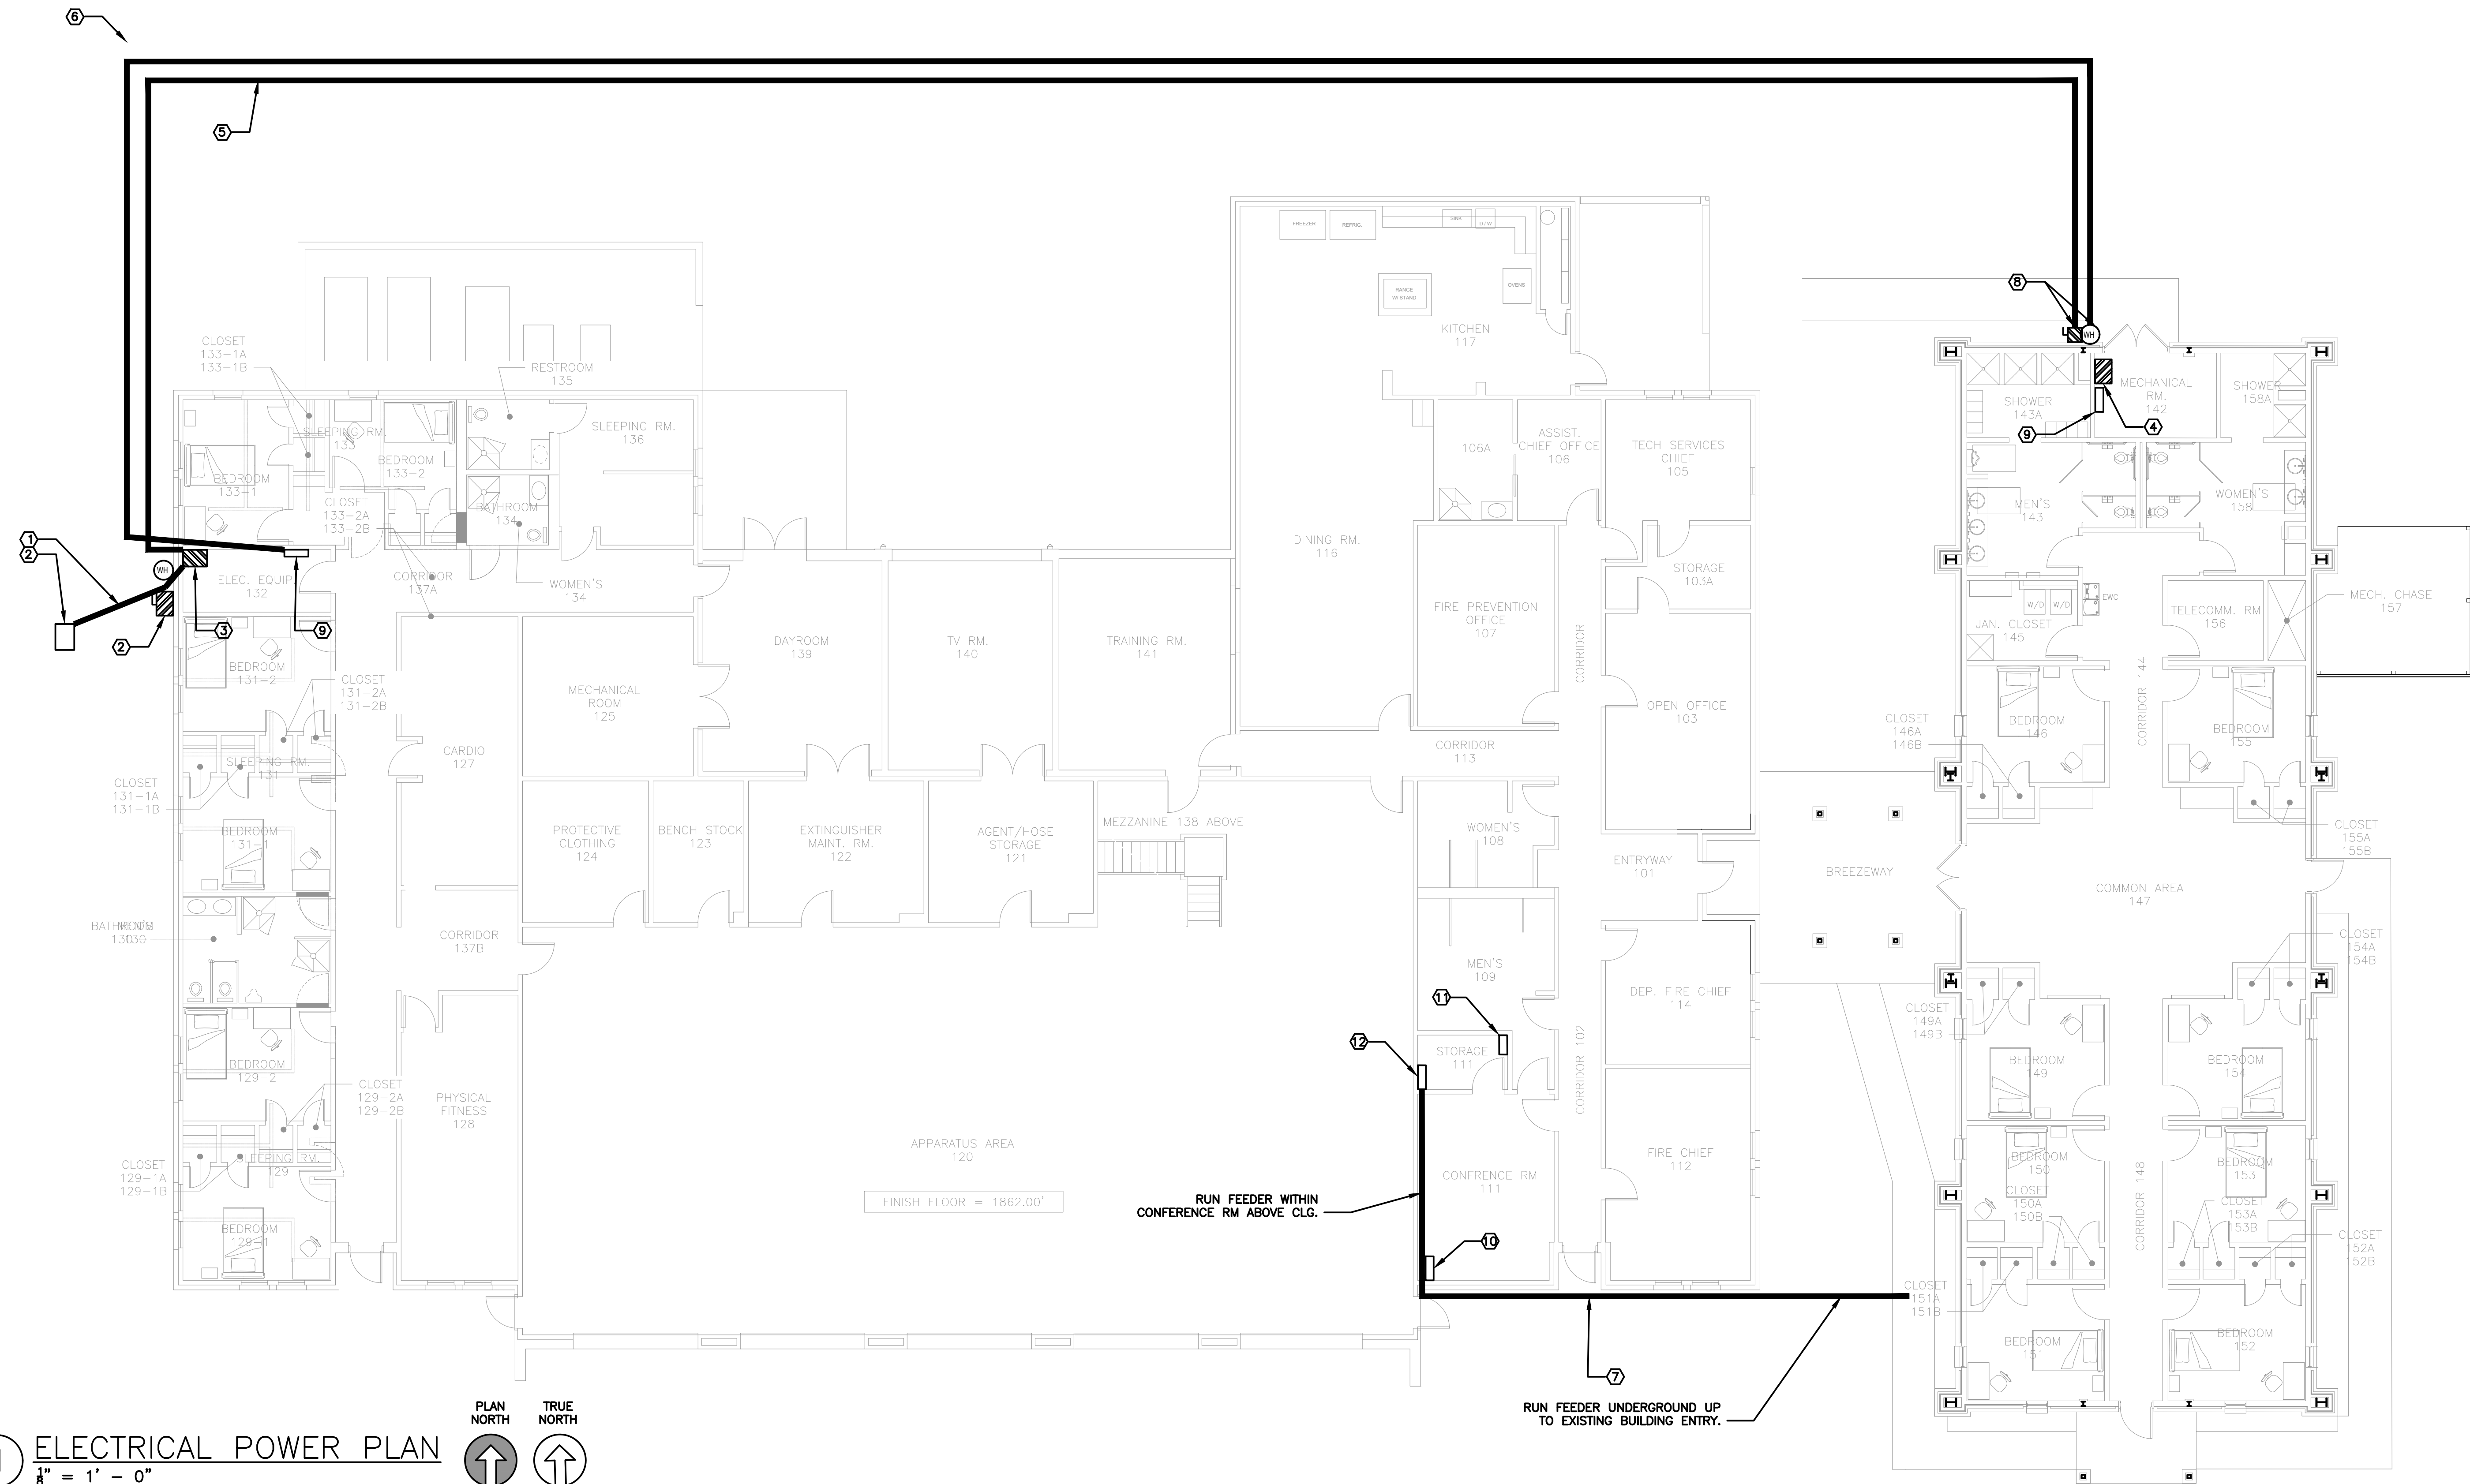 6
5
FREEZER
REFRIG
SINK
D/W
RANGE
W/ STAND
OVENS
KITCHEN
117
8
WH
CLOSET
133-1A
133-1B
RESTROOM
135
SLEEPING RM.
133
SLEEPING RM.
136
BEDROOM
133-2
BEDROOM
133-1
CLOSET
133-2A
133-2B
BATHROOM
134
106A
ASSIST.
CHIEF OFFICE
106
TECH SERVICES
CHIEF
105
SHOWER
143A
MECHANICAL
RM.
142
SHOWER
158A
9
4
MEN'S
143
WOMEN'S
158
1
2
WH
ELEC. EQUIP
132
CORRIDOR
137A
WOMEN'S
134
DINING RM.
116
STORAGE
103A
FIRE PREVENTION
OFFICE
107
CORRIDOR
2
3
9
DAYROOM
139
TV RM.
140
TRAINING RM.
141
JAN. CLOSET
145
W/D
W/D
EWC
TELECOMM. RM
156
MECH. CHASE
157
BEDROOM
131-2
CLOSET
131-2A
131-2B
MECHANICAL
ROOM
125
OPEN OFFICE
103
CORRIDOR 144
CLOSET
146A
146B
BEDROOM
146
BEDROOM
155
CARDIO
127
CORRIDOR
113
SLEEPING RM.
131
CLOSET
131-1A
131-1B
BEDROOM
131-1
PROTECTIVE
CLOTHING
124
BENCH STOCK
123
EXTINGUISHER
MAINT. RM.
122
AGENT/HOSE
STORAGE
121
MEZZANINE 138 ABOVE
WOMEN'S
108
ENTRYWAY
101
BREEZEWAY
COMMON AREA
147
CLOSET
155A
155B
BATHROOM
130
MEN'S
130
CORRIDOR
137B
MEN'S
109
DEP. FIRE CHIEF
114
CLOSET
154A
154B
11
12
STORAGE
111
CORRIDOR 102
CLOSET
149A
149B
BEDROOM
149
BEDROOM
154
BEDROOM
129-2
CLOSET
129-2A
129-2B
PHYSICAL
FITNESS
128
APPARATUS AREA
120
FINISH FLOOR = 1862.00'
SLEEPING RM.
129
CLOSET
129-1A
129-1B
BEDROOM
129-1
CONFRENCE RM
111
FIRE CHIEF
112
RUN FEEDER WITHIN
CONFERENCE RM ABOVE CLG.
10
BEDROOM
150
CLOSET
150A
150B
CORRIDOR 148
BEDROOM
153
CLOSET
153A
153B
CLOSET
152A
152B
CLOSET
151A
151B
BEDROOM
151
BEDROOM
152
7
RUN FEEDER UNDERGROUND UP
TO EXISTING BUILDING ENTRY.
PLAN
NORTH
TRUE
NORTH
ELECTRICAL POWER PLAN
1/8" = 1' - 0"